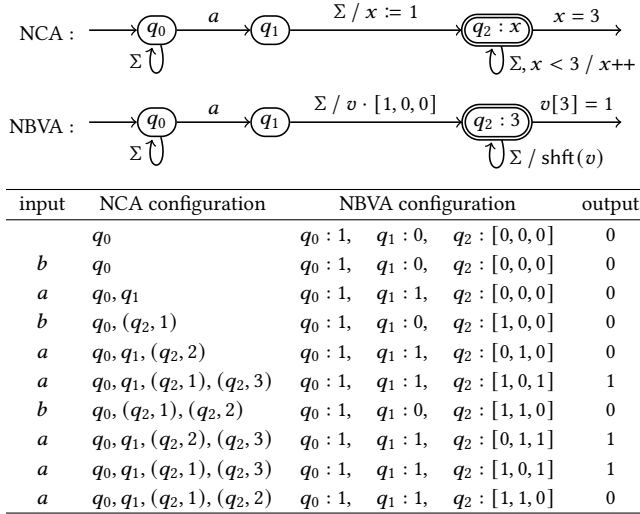 NCA : q₀ a q₁ Σ / x := 1 q₂ : x x = 3
Σ Σ, x < 3 / x++
NBVA : q₀ a q₁ Σ / v · [1, 0, 0] q₂ : 3 v[3] = 1
Σ Σ / shft(v)
input NCA configuration NBVA configuration output
q₀ q₀ : 1, q₁ : 0, q₂ : [0, 0, 0] 0
b q₀ q₀ : 1, q₁ : 0, q₂ : [0, 0, 0] 0
a q₀, q₁ q₀ : 1, q₁ : 1, q₂ : [0, 0, 0] 0
b q₀, (q₂, 1) q₀ : 1, q₁ : 0, q₂ : [1, 0, 0] 0
a q₀, q₁, (q₂, 2) q₀ : 1, q₁ : 1, q₂ : [0, 1, 0] 0
a q₀, q₁, (q₂, 1), (q₂, 3) q₀ : 1, q₁ : 1, q₂ : [1, 0, 1] 1
b q₀, (q₂, 1), (q₂, 2) q₀ : 1, q₁ : 0, q₂ : [1, 1, 0] 0
a q₀, q₁, (q₂, 2), (q₂, 3) q₀ : 1, q₁ : 1, q₂ : [0, 1, 1] 1
a q₀, q₁, (q₂, 1), (q₂, 3) q₀ : 1, q₁ : 1, q₂ : [1, 0, 1] 1
a q₀, q₁, (q₂, 1), (q₂, 2) q₀ : 1, q₁ : 1, q₂ : [1, 1, 0] 0